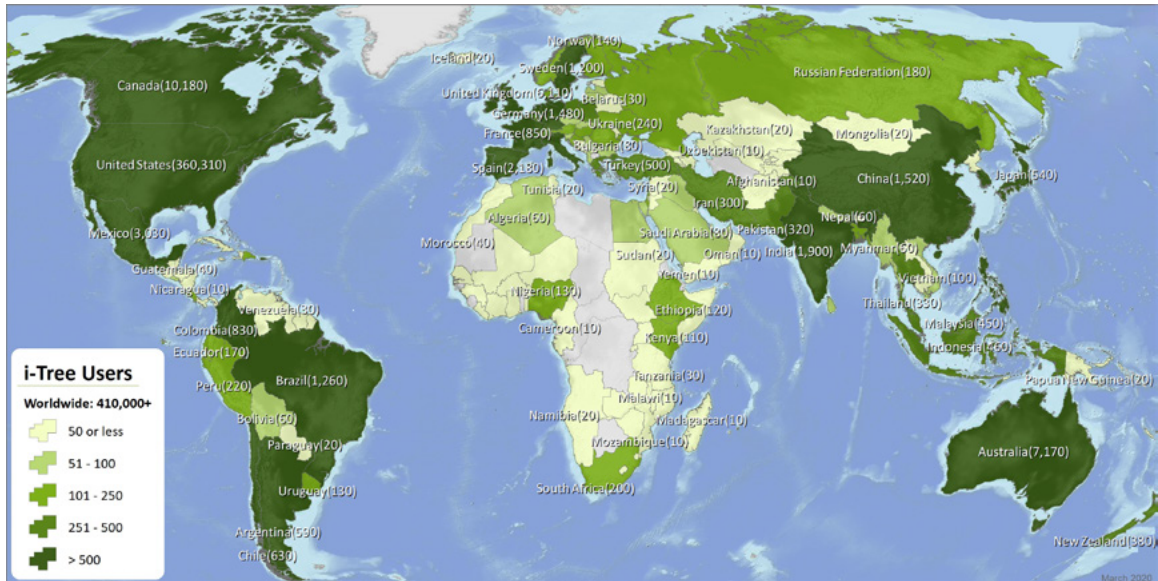 Norway(140)
Iceland(20)
Sweden(1,200)
Russian Federation(180)
Canada(10,180)
United Kingdom(6,110)
Belarus(30)
Germany(1,480)
Ukraine(240)
France(850)
Kazakhstan(20)
Mongolia(20)
Bulgaria(80)
Uzbekistan(10)
United States(360,310)
Spain(2,180)
Turkey(500)
Japan(540)
Tunisia(20)
Syria(20)
Afghanistan(10)
China(1,520)
Iran(300)
Algeria(60)
Nepal(60)
Mexico(3,030)
Saudi Arabia(80)
Pakistan(320)
Morocco(40)
Oman(10)
India(1,900)
Myanmar(50)
Sudan(20)
Guatemala(40)
Yemen(10)
Vietnam(100)
Nicaragua(10)
Nigeria(130)
Thailand(330)
Venezuela(30)
Ethiopia(120)
Colombia(830)
Cameroon(10)
Malaysia(450)
Kenya(110)
Indonesia(460)
Ecuador(170)
i-Tree Users
Worldwide: 410,000+
50 or less
51 - 100
101 - 250
251 - 500
> 500
Peru(220)
Brazil(1,260)
Tanzania(30)
Papua New Guinea(20)
Malawi(10)
Bolivia(60)
Namibia(20)
Madagascar(10)
Paraguay(20)
Mozambique(10)
Australia(7,170)
Uruguay(130)
South Africa(200)
Argentina(590)
New Zealand(380)
Chile(630)
March 2020